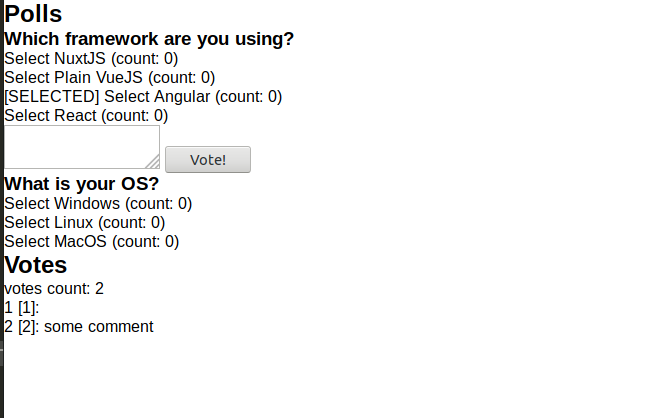 Polls
Which framework are you using?
Select NuxtJS (count: 0)
Select Plain VueJS (count: 0)
[SELECTED] Select Angular (count: 0)
Select React (count: 0)
Vote!
What is your OS?
Select Windows (count: 0)
Select Linux (count: 0)
Select MacOS (count: 0)
Votes
votes count: 2
1 [1]:
2 [2]: some comment